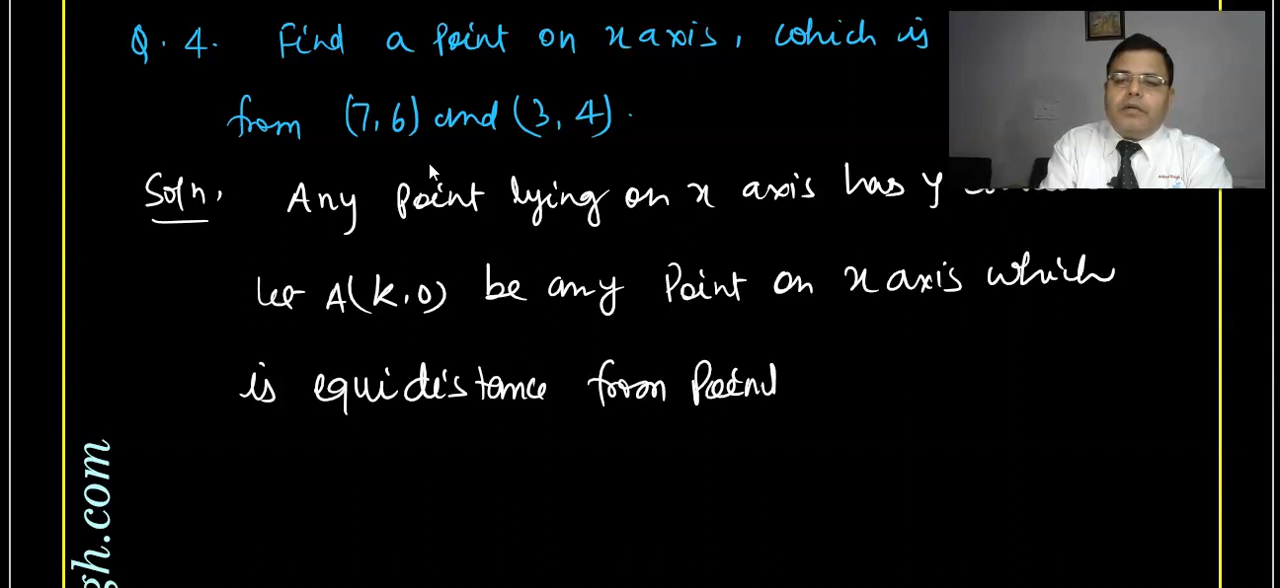 Q. 4. Find a point on x axis, which is
from (7, 6) and (3, 4).
Soln. Any point lying on x axis has y
let A(k, 0) be any point on x axis which
is equidistance from Point
gh.com